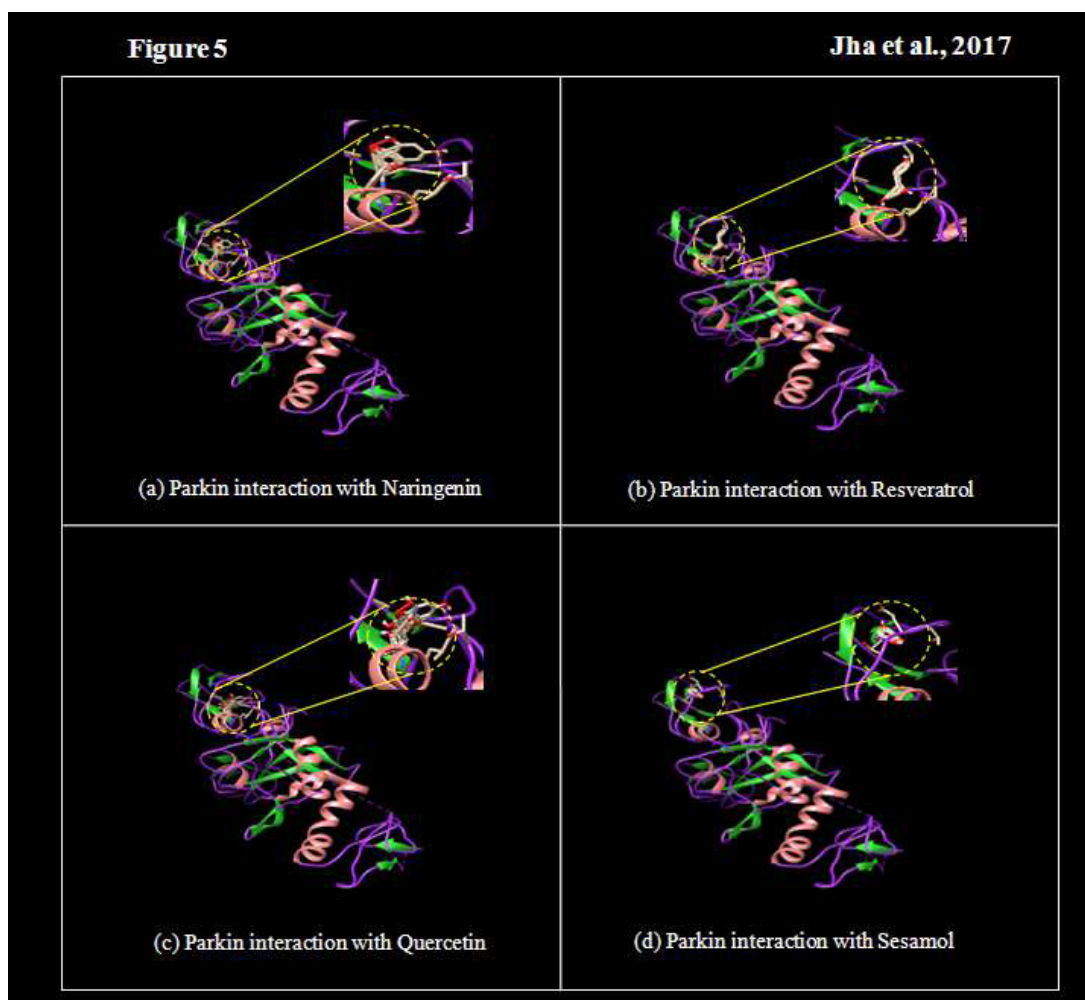 Figure 5
Jha et al., 2017
(a) Parkin interaction with Naringenin
(b) Parkin interaction with Resveratrol
(c) Parkin interaction with Quercetin
(d) Parkin interaction with Sesamol